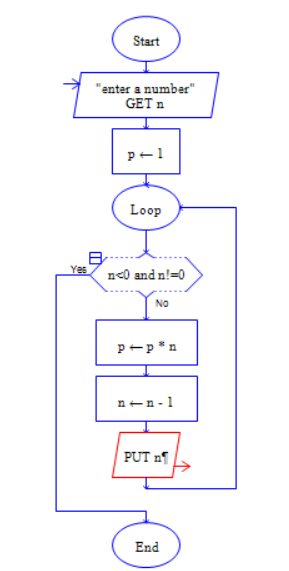 Start
"enter a number"
GET n
p ← 1
Loop
Yes
n<0 and n!=0
No
p ← p * n
n ← n - 1
PUT n¶
End